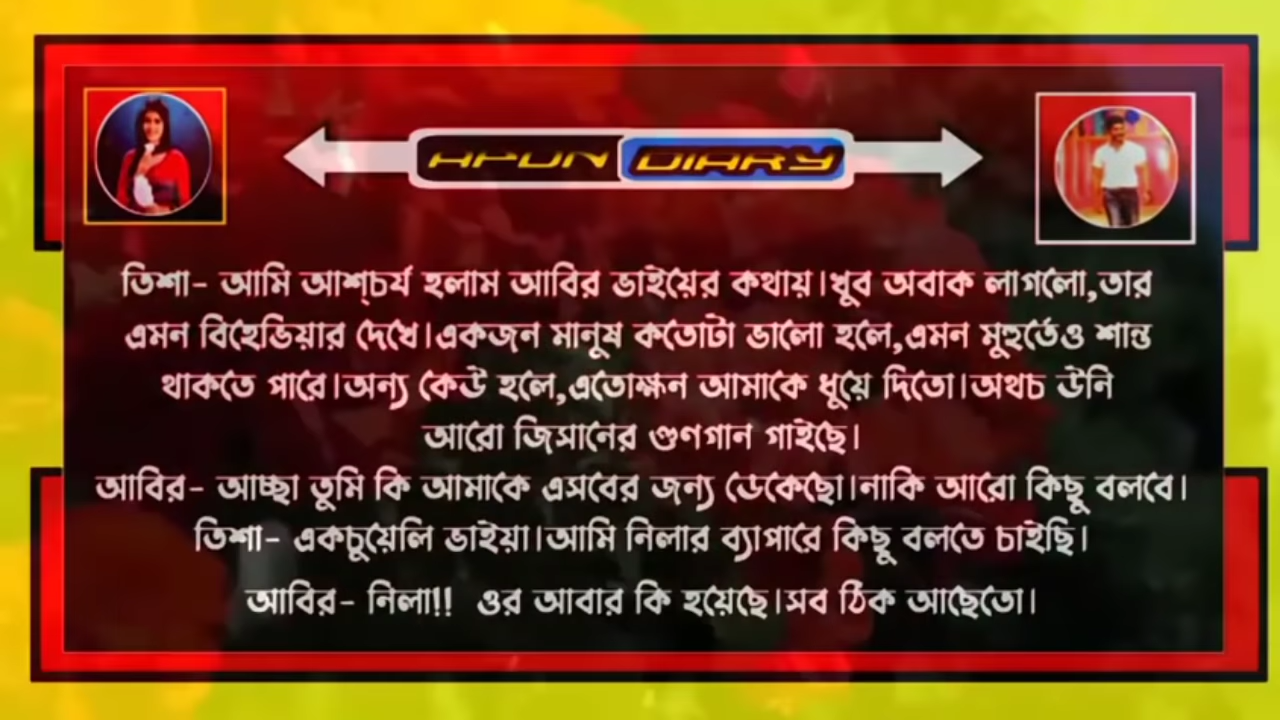 APUN DIARY
তিশা- আমি আশ্চর্য হলাম আবির ভাইয়ের কথায়।খুব অবাক লাগলো,তার
এমন বিহেভিয়ার দেখে।একজন মানুষ কতোটা ভালো হলে,এমন মুহুর্তেও শান্ত
থাকতে পারে।অন্য কেউ হলে,এতোক্ষন আমাকে ধুয়ে দিতো।অথচ উনি
আরো জিসানের গুণগান গাইছে।
আবির- আচ্ছা তুমি কি আমাকে এসবের জন্য ডেকেছো।নাকি আরো কিছু বলবে।
তিশা- একচুয়েলি ভাইয়া।আমি নিলার ব্যাপারে কিছু বলতে চাইছি।
আবির- নিলা!! ওর আবার কি হয়েছে।সব ঠিক আছেতো।